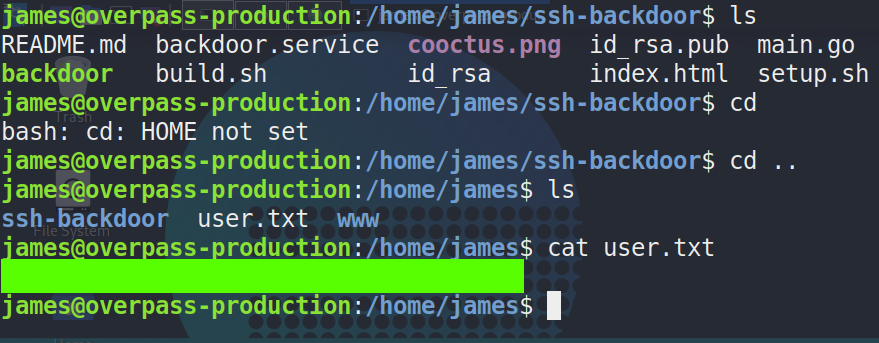 james@overpass-production:/home/james/ssh-backdoor$ ls
README.md backdoor.service cooctus.png id_rsa.pub main.go
backdoor build.sh id_rsa index.html setup.sh
james@overpass-production:/home/james/ssh-backdoor$ cd
Trash
bash: cd: HOME not set
james@overpass-production:/home/james/ssh-backdoor$ cd ..
james@overpass-production:/home/james$ ls
ssh-backdoor user.txt www
File System
james@overpass-production:/home/james$ cat user.txt
james@overpass-production:/home/james$